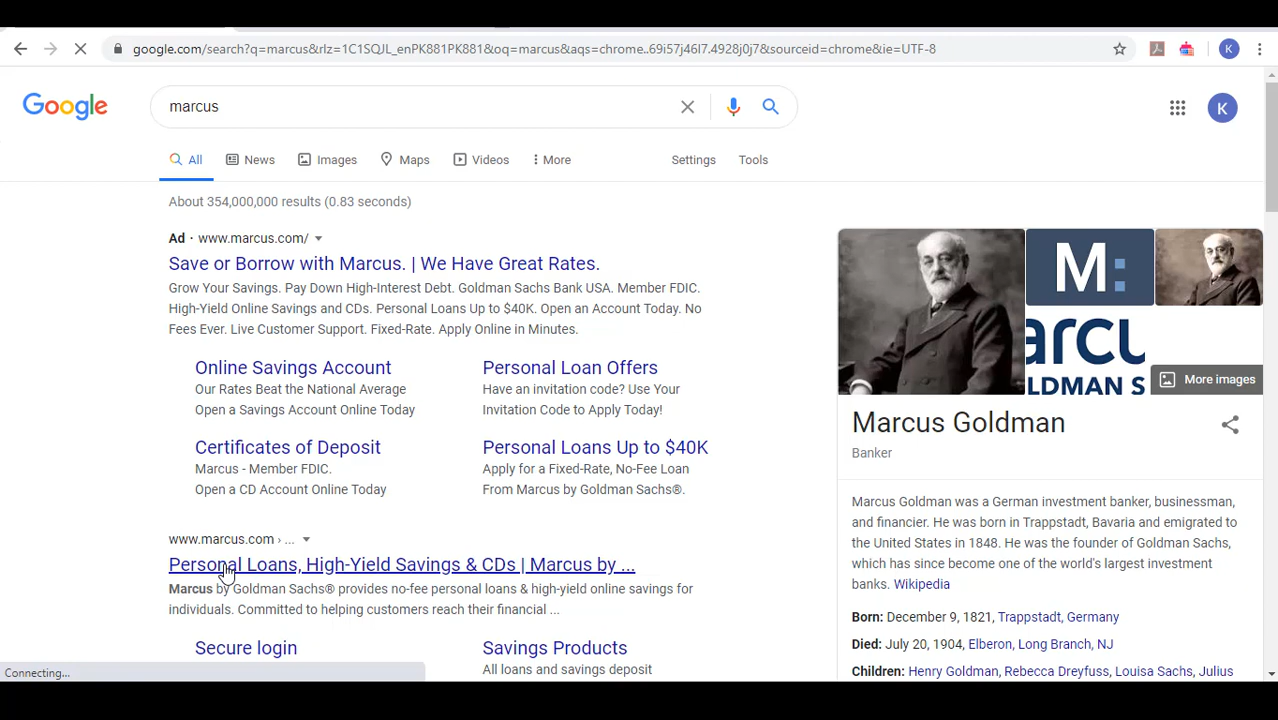 google.com/search?q=marcus&rlz=1C1SQJL_enPK881PK881&oq=marcus&aqs=chrome..69i57j46l7.4928j0j7&sourceid=chrome&ie=UTF-8
K
Google
marcus
K
All
News
Images
Maps
Videos
More
Settings
Tools
About 354,000,000 results (0.83 seconds)
Ad · www.marcus.com/
Save or Borrow with Marcus. | We Have Great Rates.
Grow Your Savings. Pay Down High-Interest Debt. Goldman Sachs Bank USA. Member FDIC.
High-Yield Online Savings and CDs. Personal Loans Up to $40K. Open an Account Today. No
Fees Ever. Live Customer Support. Fixed-Rate. Apply Online in Minutes.
Online Savings Account
Our Rates Beat the National Average
Open a Savings Account Online Today
Personal Loan Offers
Have an invitation code? Use Your
Invitation Code to Apply Today!
Certificates of Deposit
Marcus - Member FDIC.
Open a CD Account Online Today
Personal Loans Up to $40K
Apply for a Fixed-Rate, No-Fee Loan
From Marcus by Goldman Sachs®.
www.marcus.com › ...
Personal Loans, High-Yield Savings & CDs | Marcus by ...
Marcus by Goldman Sachs® provides no-fee personal loans & high-yield online savings for
individuals. Committed to helping customers reach their financial ...
Secure login
Savings Products
All loans and savings deposit
M:
arcu
OLDMAN S
More images
Marcus Goldman
Banker
Marcus Goldman was a German investment banker, businessman,
and financier. He was born in Trappstadt, Bavaria and emigrated to
the United States in 1848. He was the founder of Goldman Sachs,
which has since become one of the world's largest investment
banks. Wikipedia
Born: December 9, 1821, Trappstadt, Germany
Died: July 20, 1904, Elberon, Long Branch, NJ
Children: Henry Goldman, Rebecca Dreyfuss, Louisa Sachs, Julius
Connecting...